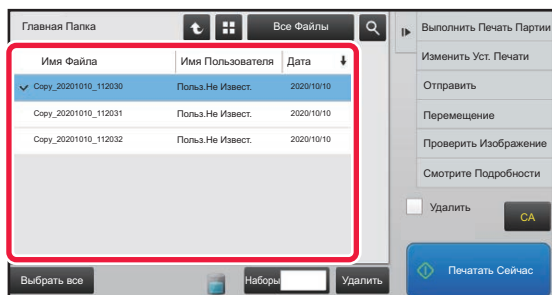 Главная Папка
Все Файлы
Имя Файла Имя Пользователя Дата
Copy_20201010_112030 Польз.Не Извест. 2020/10/10
Copy_20201010_112031 Польз.Не Извест. 2020/10/10
Copy_20201010_112032 Польз.Не Извест. 2020/10/10
Выбрать все
Наборы
Удалить
Выполнить Печать Партии
Изменить Уст. Печати
Отправить
Перемещение
Проверить Изображение
Смотрите Подробности
Удалить
CA
Печатать Сейчас